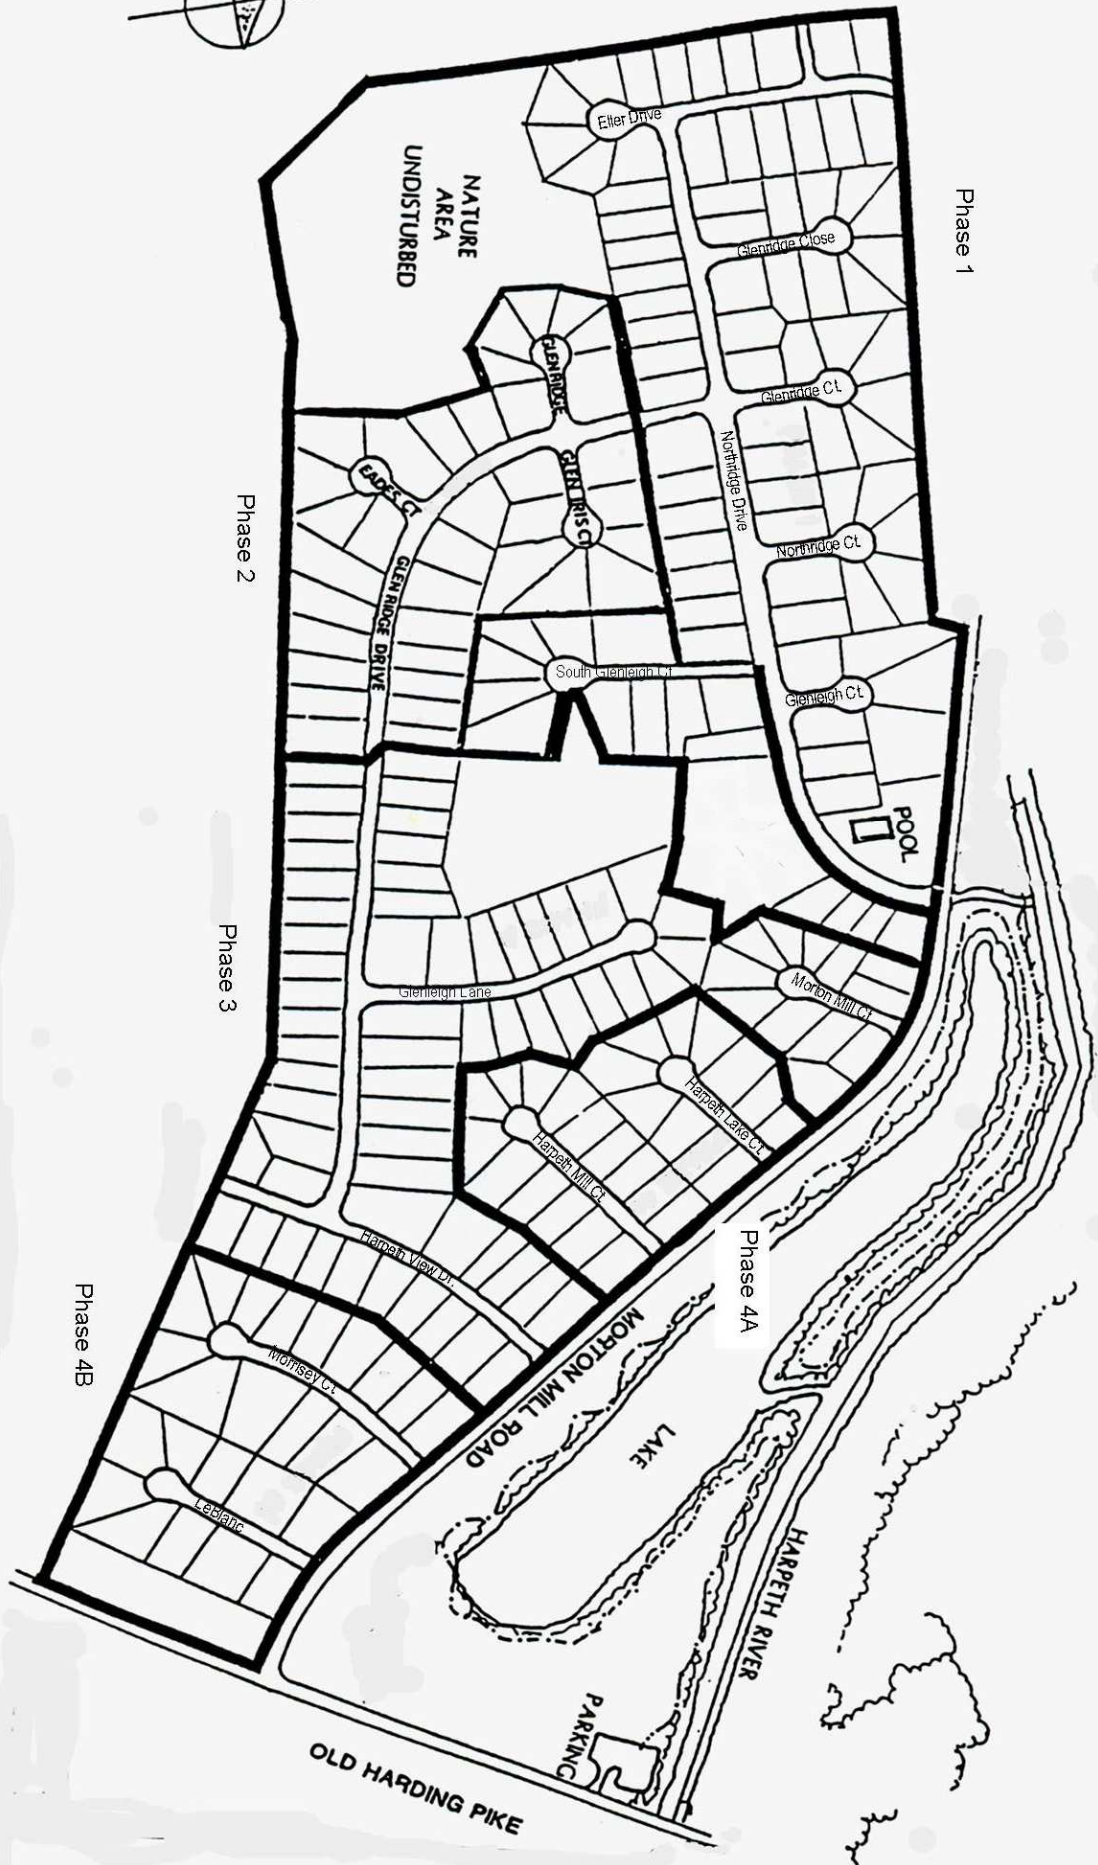 Phase 1
Elter Drive
NATURE
AREA
UNDISTURBED
Glenridge Close
GLENRIDGE
Glenridge Ct.
Northridge Drive
GLEN IRIS CT
EADES CT
Northridge Ct.
Phase 2
GLEN RIDGE DRIVE
South Glenleigh Ct
Glenleigh Ct.
POOL
Phase 3
Glenleigh Lane
Morton Mill Ct
Harpeth Lake Ct.
Harpeth Mill Ct.
Harpeth View Dr.
Phase 4A
Phase 4B
Morrisey Ct
MORTON MILL ROAD
LAKE
LeBlanc
HARPETH RIVER
PARKING
OLD HARDING PIKE